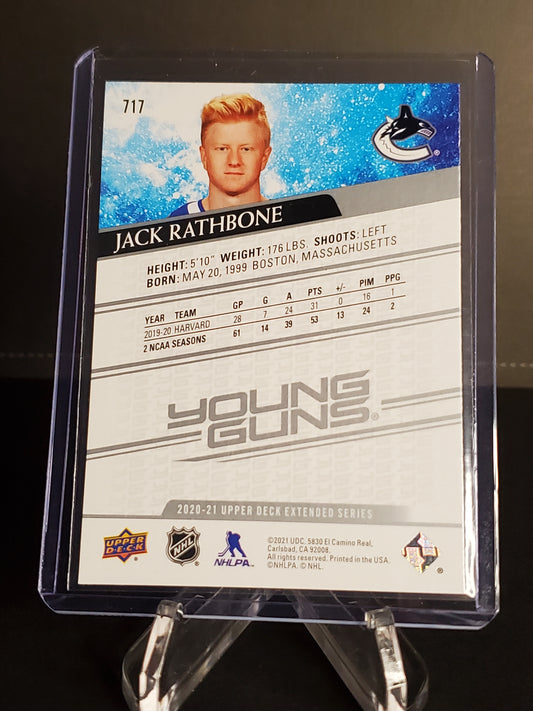 717
JACK RATHBONE
HEIGHT: 5'10" WEIGHT: 176 LBS. SHOOTS: LEFT
BORN: MAY 20, 1999 BOSTON, MASSACHUSETTS
YEAR TEAM GP G A PTS +/- PIM PPG
2019-20 HARVARD 28 7 24 31 0 16 1
2 NCAA SEASONS 61 14 39 53 13 24 2
YOUNG
GUNS®
2020-21 UPPER DECK EXTENDED SERIES
UPPER
DECK
NHL
NHLPA
©2021 UDC. 5830 El Camino Real,
Carlsbad, CA 92008.
All rights reserved. Printed in the USA.
©NHLPA. © NHL.